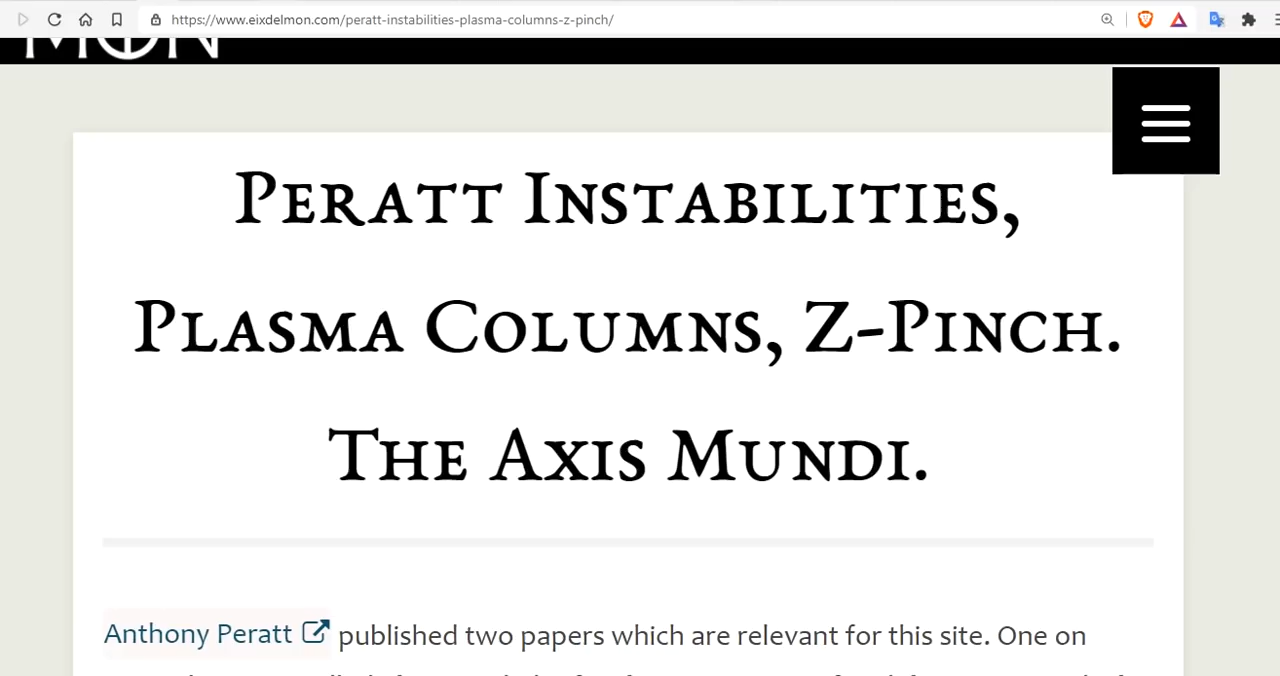 https://www.eixdelmon.com/peratt-instabilities-plasma-columns-z-pinch/
MON
Peratt Instabilities,
Plasma Columns, Z-Pinch.
The Axis Mundi.
Anthony Peratt published two papers which are relevant for this site. One on